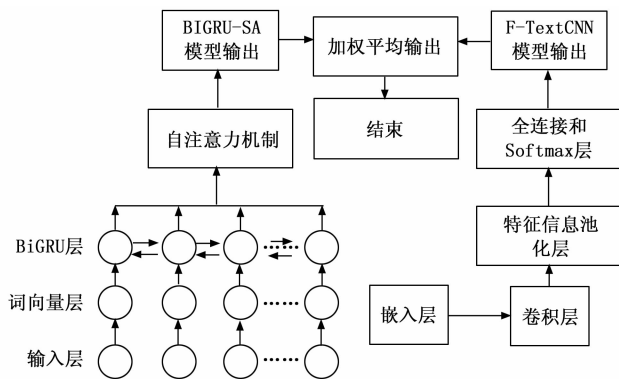 BIGRU-SA
模型输出
加权平均输出
F-TextCNN
模型输出
自注意力机制
结束
全连接和
Softmax层
BiGRU层
特征信息池
化层
词向量层
嵌入层
卷积层
输入层